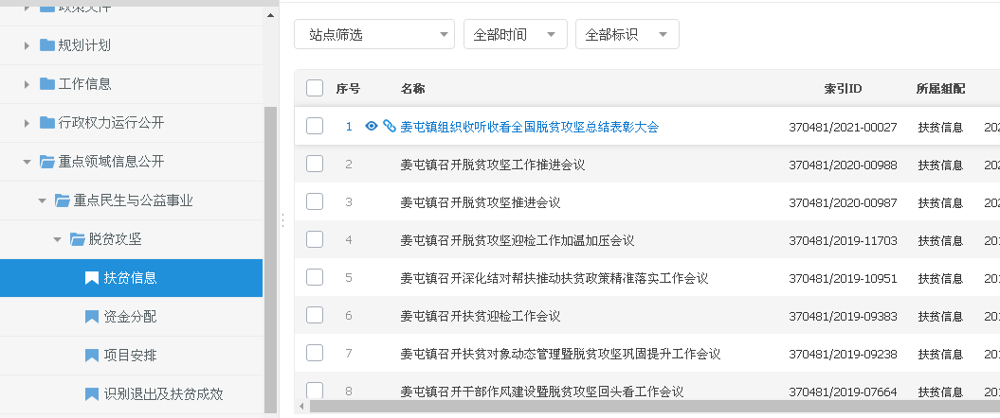 政策文件
规划计划
工作信息
行政权力运行公开
重点领域信息公开
重点民生与公益事业
脱贫攻坚
扶贫信息
资金分配
项目安排
识别退出及扶贫成效
站点筛选 全部时间 全部标识
序号 名称 索引ID 所属组配
1 姜屯镇组织收听收看全国脱贫攻坚总结表彰大会 370481/2021-00027 扶贫信息 202
2 姜屯镇召开脱贫攻坚工作推进会议 370481/2020-00988 扶贫信息 202
3 姜屯镇召开脱贫攻坚推进会议 370481/2020-00987 扶贫信息 202
4 姜屯镇召开脱贫攻坚迎检工作加温加压会议 370481/2019-11703 扶贫信息 201
5 姜屯镇召开深化结对帮扶推动扶贫政策精准落实工作会议 370481/2019-10951 扶贫信息 201
6 姜屯镇召开扶贫迎检工作会议 370481/2019-09383 扶贫信息 201
7 姜屯镇召开扶贫对象动态管理暨脱贫攻坚巩固提升工作会议 370481/2019-09238 扶贫信息 201
8 姜屯镇召开干部作风建设暨脱贫攻坚回头看工作会议 370481/2019-07664 扶贫信息 201